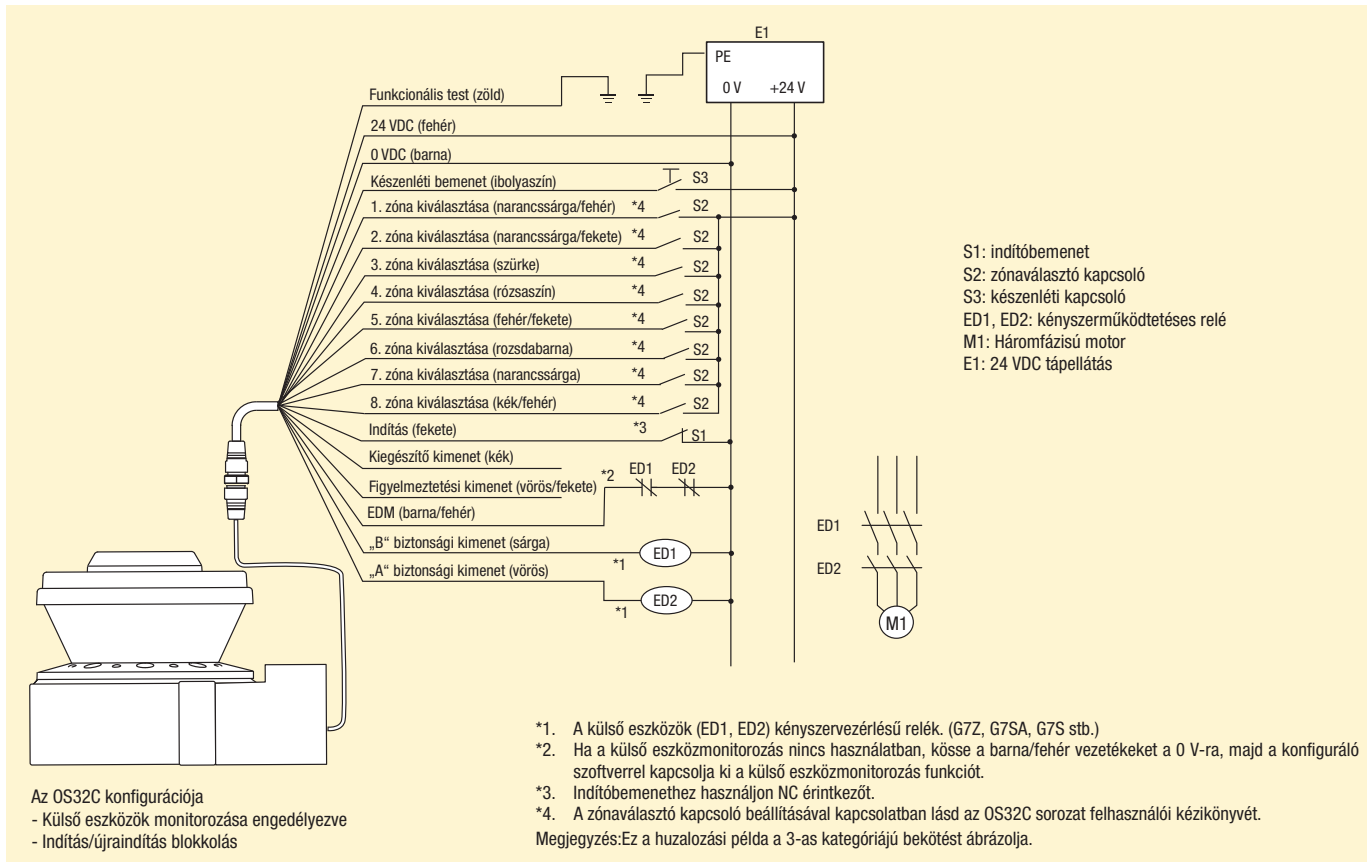 E1
PE
0 V +24 V
Funkcionális test (zöld)
24 VDC (fehér)
0 VDC (barna)
Készenléti bemenet (ibolyaszín) S3
1. zóna kiválasztása (narancssárga/fehér) *4 S2
2. zóna kiválasztása (narancssárga/fekete) *4 S2
3. zóna kiválasztása (szürke) *4 S2
4. zóna kiválasztása (rózsaszín) *4 S2
5. zóna kiválasztása (fehér/fekete) *4 S2
6. zóna kiválasztása (rozsdabarna) *4 S2
7. zóna kiválasztása (narancssárga) *4 S2
8. zóna kiválasztása (kék/fehér) *4 S2
Indítás (fekete) *3 S1
Kiegészítő kimenet (kék)
Figyelmeztetési kimenet (vörös/fekete) *2 ED1 ED2
EDM (barna/fehér)
„B“ biztonsági kimenet (sárga) *1 ED1
„A“ biztonsági kimenet (vörös) *1 ED2
S1: indítóbemenet
S2: zónaválasztó kapcsoló
S3: készenléti kapcsoló
ED1, ED2: kényszerműködtetéses relé
M1: Háromfázisú motor
E1: 24 VDC tápellátás
ED1
ED2
M1
Az OS32C konfigurációja
- Külső eszközök monitorozása engedélyezve
- Indítás/újraindítás blokkolás
*1. A külső eszközök (ED1, ED2) kényszervezérlésű relék. (G7Z, G7SA, G7S stb.)
*2. Ha a külső eszközmonitorozás nincs használatban, kösse a barna/fehér vezetékeket a 0 V-ra, majd a konfiguráló
szoftverrel kapcsolja ki a külső eszközmonitorozás funkciót.
*3. Indítóbemenethez használjon NC érintkezőt.
*4. A zónaválasztó kapcsoló beállításával kapcsolatban lásd az OS32C sorozat felhasználói kézikönyvét.
Megjegyzés:Ez a huzalozási példa a 3-as kategóriájú bekötést ábrázolja.